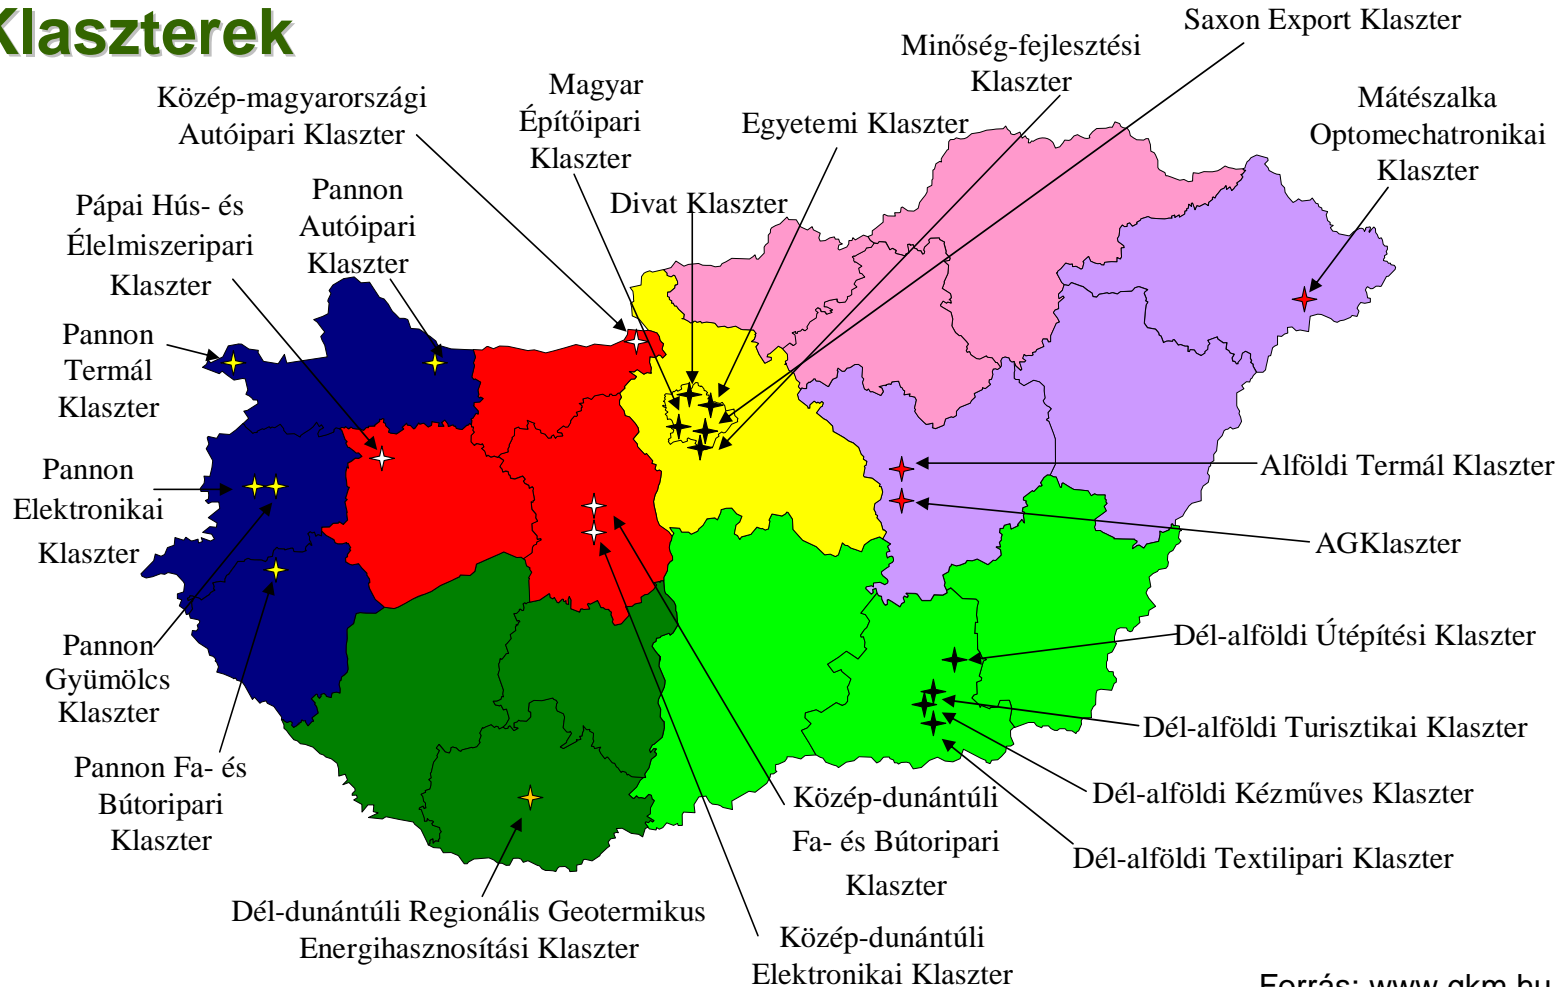 Klaszterek
Saxon Export Klaszter
Minőség-fejlesztési
Klaszter
Magyar
Építőipari
Klaszter
Közép-magyarországi
Autóipari Klaszter
Egyetemi Klaszter
Mátészalka
Optomechatronikai
Klaszter
Divat Klaszter
Pannon
Autóipari
Klaszter
Pápai Hús- és
Élelmiszeripari
Klaszter
Pannon
Termál
Klaszter
Pannon
Elektronikai
Klaszter
Alföldi Termál Klaszter
AGKlaszter
Pannon
Gyümölcs
Klaszter
Dél-alföldi Útépítési Klaszter
Dél-alföldi Turisztikai Klaszter
Pannon Fa- és
Bútoripari
Klaszter
Dél-alföldi Kézműves Klaszter
Közép-dunántúli
Fa- és Bútoripari
Klaszter
Dél-alföldi Textilipari Klaszter
Dél-dunántúli Regionális Geotermikus
Energihasznosítási Klaszter
Közép-dunántúli
Elektronikai Klaszter
Forrás: www.gkm.hu